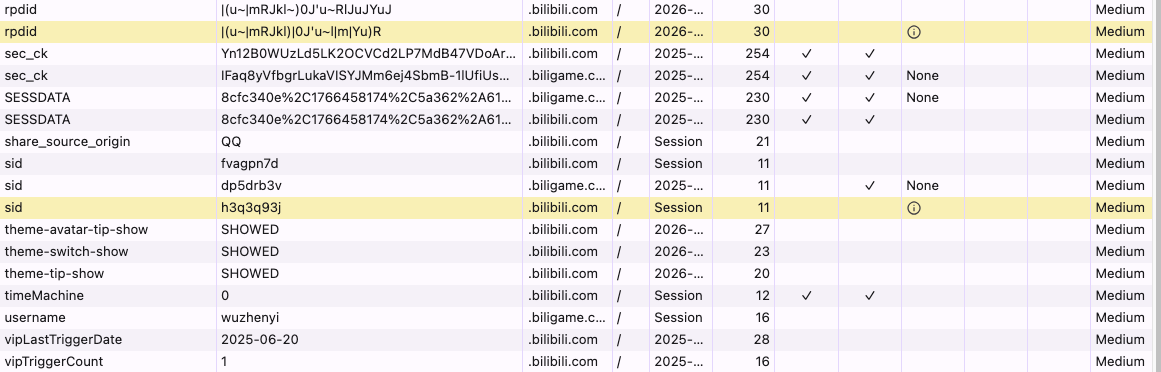 rpdid |(u~|mRJkl~)0J'u~RlJuJYuJ .bilibili.com / 2026-... 30 Medium
rpdid |(u~|mRJkl)|0J'u~l|m|Yu)R .bilibili.com / 2026-... 30 Medium
sec_ck Yn12B0WUzLd5LK2OCVCd2LP7MdB47VDoAr... .bilibili.com / 2025-... 254 ✓ ✓ Medium
sec_ck IFaq8yVfbgrLukaVISYJMm6ej4SbmB-1lUfiUs... .biligame.c... / 2025-... 254 ✓ ✓ None Medium
SESSDATA 8cfc340e%2C1766458174%2C5a362%2A61... .biligame.c... / 2025-... 230 ✓ ✓ None Medium
SESSDATA 8cfc340e%2C1766458174%2C5a362%2A61... .bilibili.com / 2025-... 230 ✓ ✓ Medium
share_source_origin QQ .bilibili.com / Session 21 Medium
sid fvagpn7d .bilibili.com / Session 11 Medium
sid dp5drb3v .biligame.c... / 2025-... 11 ✓ None Medium
sid h3q3q93j .bilibili.com / Session 11 Medium
theme-avatar-tip-show SHOWED .bilibili.com / 2026-... 27 Medium
theme-switch-show SHOWED .bilibili.com / 2026-... 23 Medium
theme-tip-show SHOWED .bilibili.com / 2026-... 20 Medium
timeMachine 0 .bilibili.com / Session 12 ✓ ✓ Medium
username wuzhenyi .biligame.c... / Session 16 Medium
vipLastTriggerDate 2025-06-20 .bilibili.com / 2025-... 28 Medium
vipTriggerCount 1 .bilibili.com / 2025-... 16 Medium